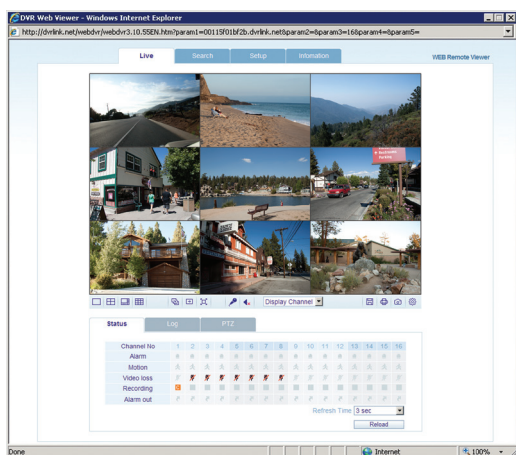 DVR Web Viewer - Windows Internet Explorer
http://dvrlink.net/webdvr/webdvr3.10.55EN.htm?param1=00115f01bf2b.dvrlink.net&param2=&param3=16&param4=&param5=
Live Search Setup Infomation WEB Remote Viewer
Display Channel
Status Log PTZ
Channel No 1 2 3 4 5 6 7 8 9 10 11 12 13 14 15 16
Alarm
Motion
Video loss
Recording C
Alarm out
Refresh Time 3 sec
Reload
Done Internet 100%